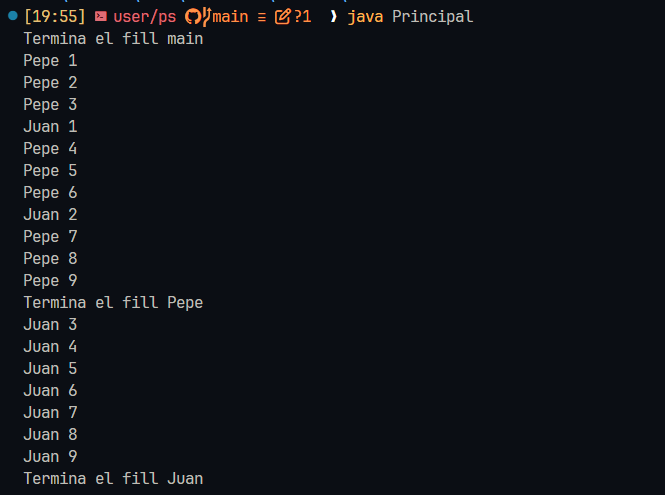 [19:55] user/ps main ≡ ?1 ❱ java Principal
Termina el fill main
Pepe 1
Pepe 2
Pepe 3
Juan 1
Pepe 4
Pepe 5
Pepe 6
Juan 2
Pepe 7
Pepe 8
Pepe 9
Termina el fill Pepe
Juan 3
Juan 4
Juan 5
Juan 6
Juan 7
Juan 8
Juan 9
Termina el fill Juan